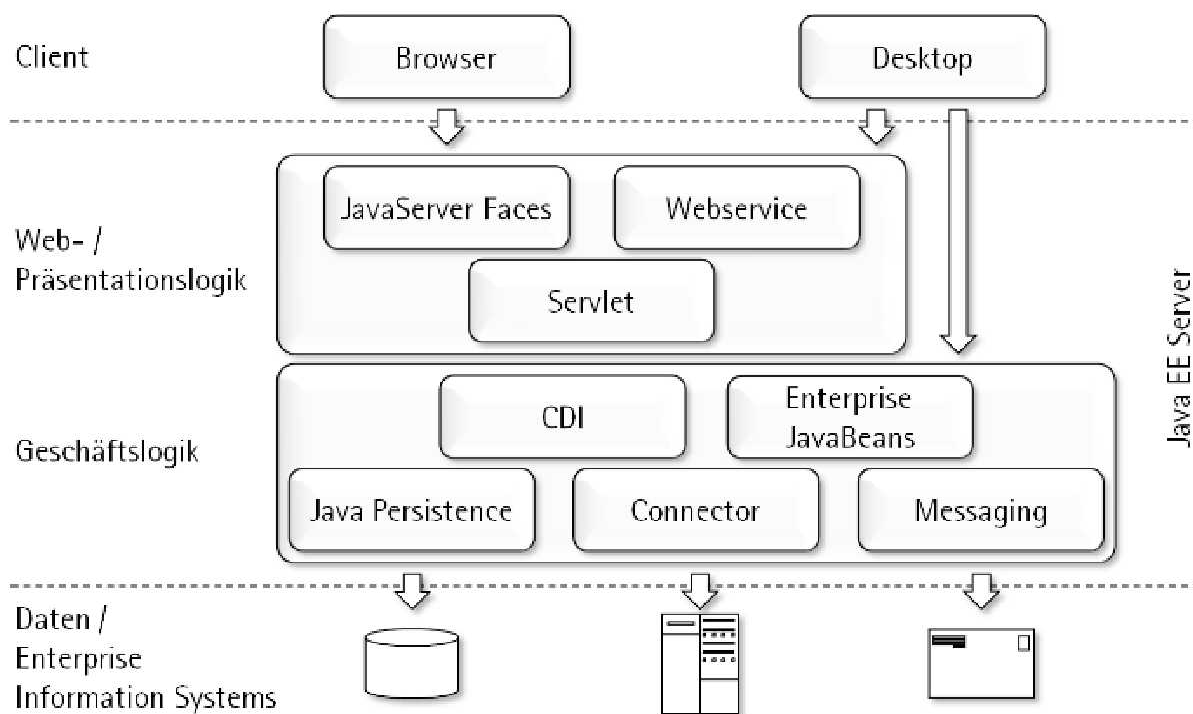 Client
Browser
Desktop
Web- /
Präsentationslogik
JavaServer Faces
Webservice
Servlet
Java EE Server
Geschäftslogik
CDI
Enterprise
JavaBeans
Java Persistence
Connector
Messaging
Daten /
Enterprise
Information Systems